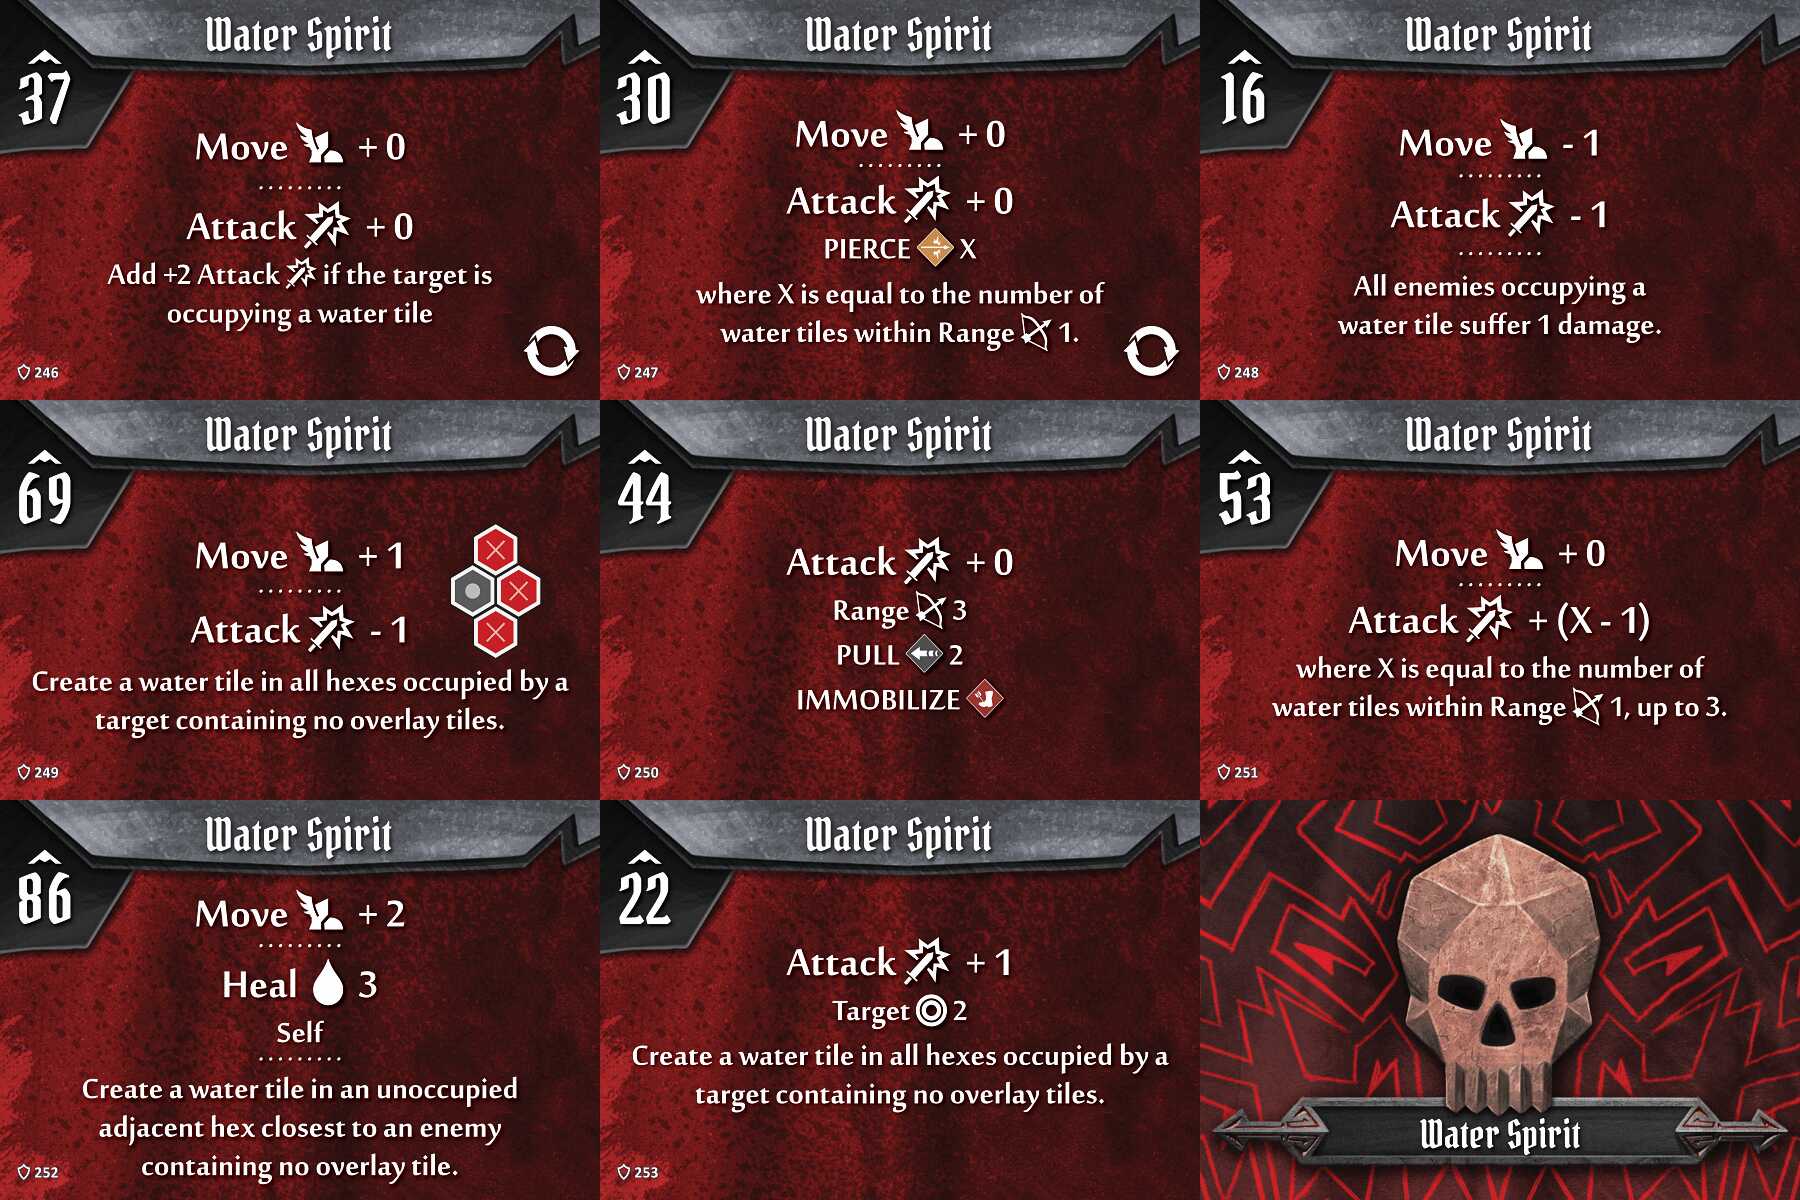 Water Spirit
37
Move + 0
Attack + 0
Add +2 Attack if the target is
occupying a water tile
246
Water Spirit
30
Move + 0
Attack + 0
PIERCE X
where X is equal to the number of
water tiles within Range 1.
247
Water Spirit
16
Move - 1
Attack - 1
All enemies occupying a
water tile suffer 1 damage.
248
Water Spirit
69
Move + 1
Attack - 1
Create a water tile in all hexes occupied by a
target containing no overlay tiles.
249
Water Spirit
44
Attack + 0
Range 3
PULL 2
IMMOBILIZE
250
Water Spirit
53
Move + 0
Attack + (X - 1)
where X is equal to the number of
water tiles within Range 1, up to 3.
251
Water Spirit
86
Move + 2
Heal 3
Self
Create a water tile in an unoccupied
adjacent hex closest to an enemy
containing no overlay tile.
252
Water Spirit
22
Attack + 1
Target 2
Create a water tile in all hexes occupied by a
target containing no overlay tiles.
253
Water Spirit